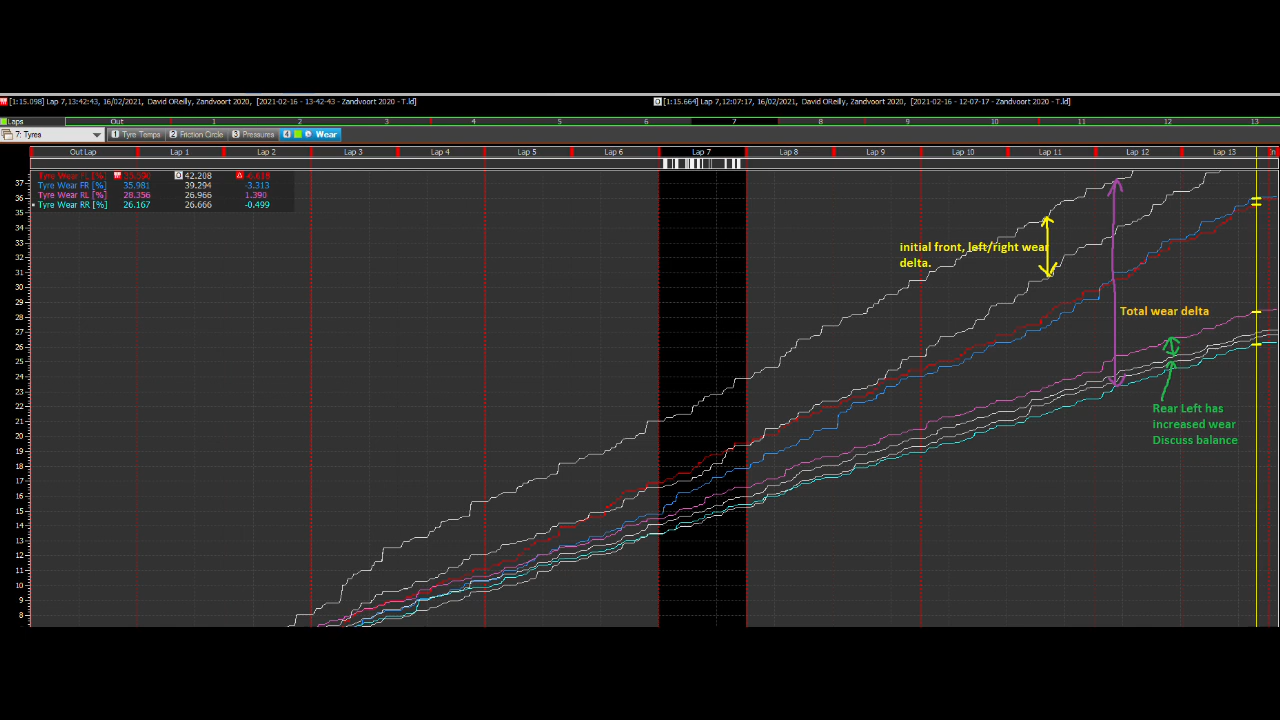 [1:15.098] Lap 7,13:42:43, 16/02/2021, David OReilly, Zandvoort 2020, [2021-02-16 - 13-42-43 - Zandvoort 2020 - T.ld]
[1:15.664] Lap 7,12:07:17, 16/02/2021, David OReilly, Zandvoort 2020, [2021-02-16 - 12-07-17 - Zandvoort 2020 - T.ld]
Laps Out 1 2 3 4 5 6 7 8 9 10 11 12 13
7: Tyres 1 Tyre Temps 2 Friction Circle 3 Pressures 4 Wear
Out Lap Lap 1 Lap 2 Lap 3 Lap 4 Lap 5 Lap 6 Lap 7 Lap 8 Lap 9 Lap 10 Lap 11 Lap 12 Lap 13
Tyre Wear FL [%] 42.208 -6.618
Tyre Wear FR [%] 35.981 39.294 -3.313
Tyre Wear RL [%] 28.356 26.966 1.390
Tyre Wear RR [%] 26.167 26.666 -0.499
37
36
35
34
33
32
31
30
29
28
27
26
25
24
23
22
21
20
19
18
17
16
15
14
13
12
11
10
9
8
initial front, left/right wear
delta.
Total wear delta
Rear Left has
increased wear
Discuss balance